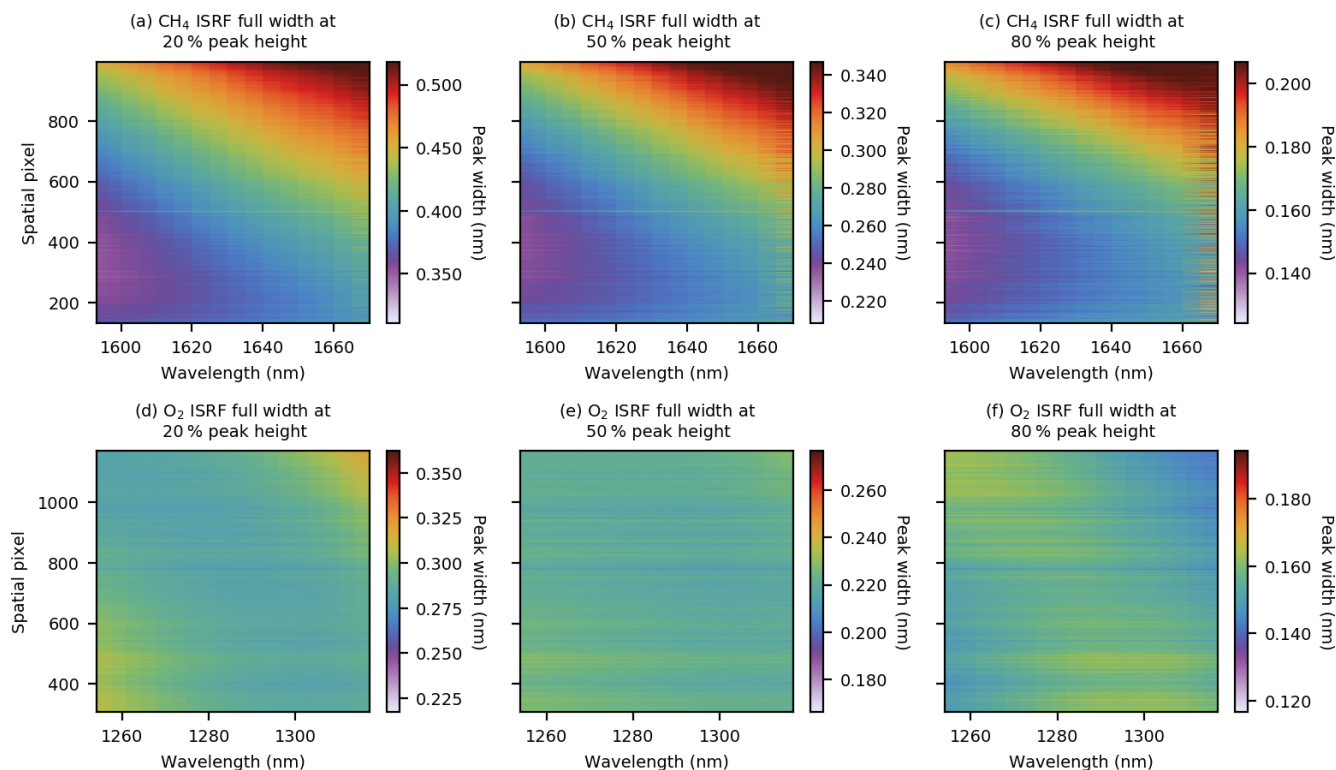 (a) CH₄ ISRF full width at
20 % peak height
(b) CH₄ ISRF full width at
50 % peak height
(c) CH₄ ISRF full width at
80 % peak height
Spatial pixel
800
600
400
200
1600
1620
1640
1660
Wavelength (nm)
0.500
0.450
0.400
0.350
Peak width (nm)
1600
1620
1640
1660
Wavelength (nm)
0.340
0.320
0.300
0.280
0.260
0.240
0.220
Peak width (nm)
1600
1620
1640
1660
Wavelength (nm)
0.200
0.180
0.160
0.140
Peak width (nm)
(d) O₂ ISRF full width at
20 % peak height
(e) O₂ ISRF full width at
50 % peak height
(f) O₂ ISRF full width at
80 % peak height
Spatial pixel
1000
800
600
400
1260
1280
1300
Wavelength (nm)
0.350
0.325
0.300
0.275
0.250
0.225
Peak width (nm)
1260
1280
1300
Wavelength (nm)
0.260
0.240
0.220
0.200
0.180
Peak width (nm)
1260
1280
1300
Wavelength (nm)
0.180
0.160
0.140
0.120
Peak width (nm)